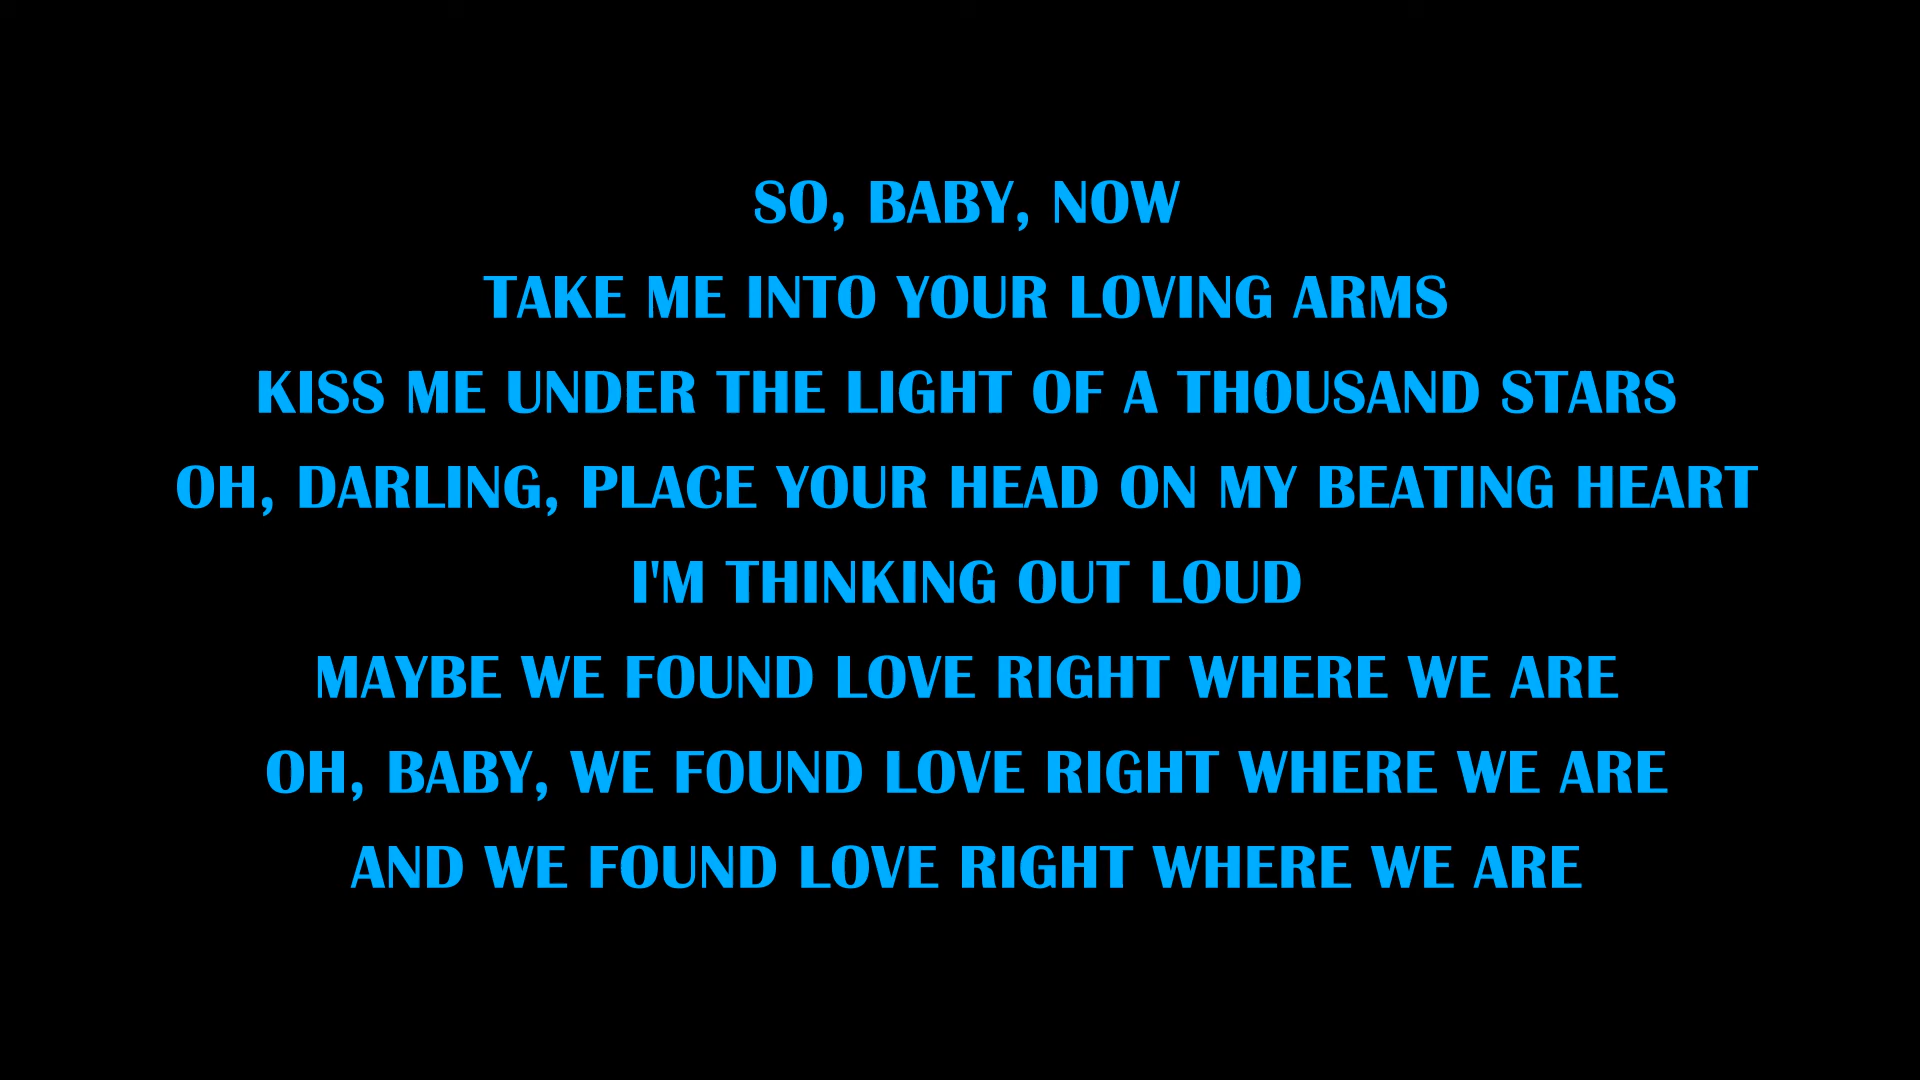 SO, BABY, NOW
TAKE ME INTO YOUR LOVING ARMS
KISS ME UNDER THE LIGHT OF A THOUSAND STARS
OH, DARLING, PLACE YOUR HEAD ON MY BEATING HEART
I'M THINKING OUT LOUD
MAYBE WE FOUND LOVE RIGHT WHERE WE ARE
OH, BABY, WE FOUND LOVE RIGHT WHERE WE ARE
AND WE FOUND LOVE RIGHT WHERE WE ARE